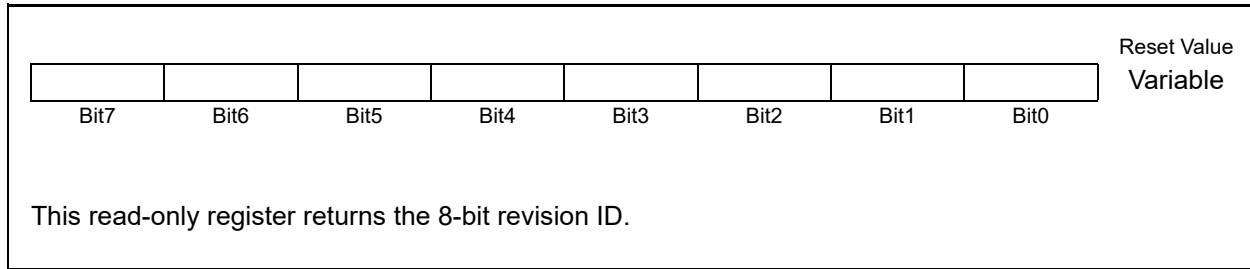 Reset Value
Variable
Bit7 Bit6 Bit5 Bit4 Bit3 Bit2 Bit1 Bit0
This read-only register returns the 8-bit revision ID.